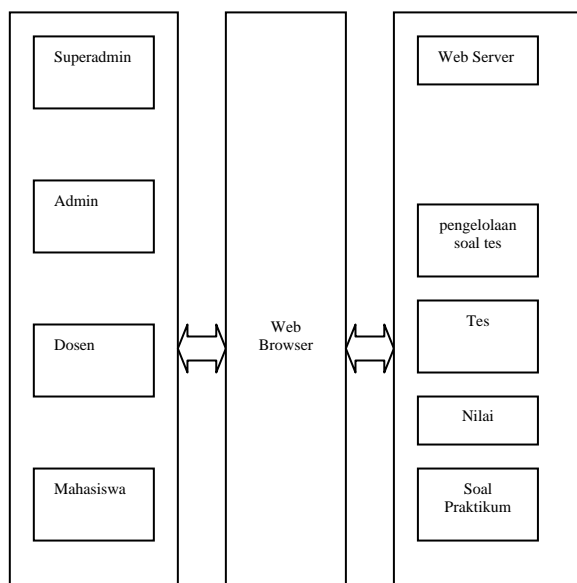 Superadmin
Admin
Dosen
Mahasiswa
Web
Browser
Web Server
pengelolaan
soal tes
Tes
Nilai
Soal
Praktikum